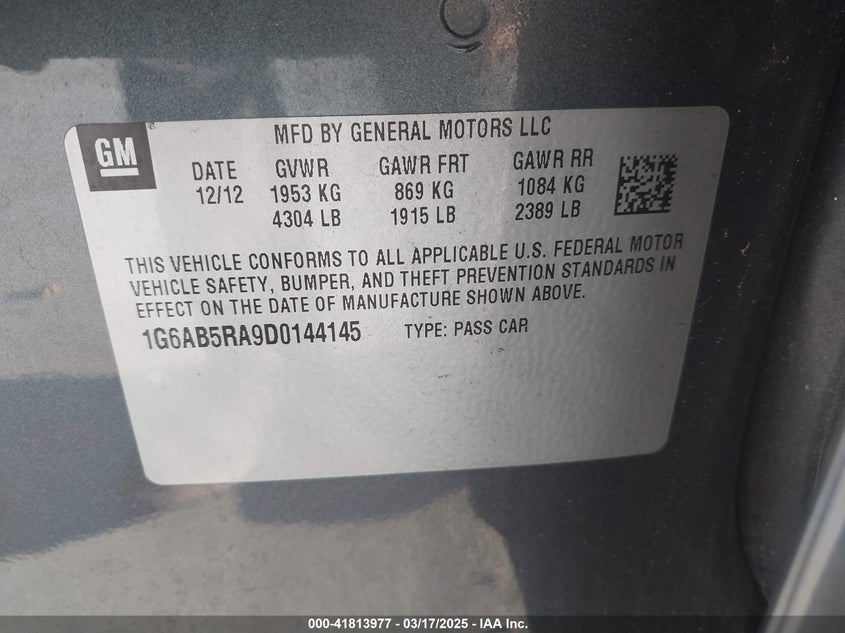 GM
MFD BY GENERAL MOTORS LLC
DATE GVWR GAWR FRT GAWR RR
12/12 1953 KG 869 KG 1084 KG
4304 LB 1915 LB 2389 LB
THIS VEHICLE CONFORMS TO ALL APPLICABLE U.S. FEDERAL MOTOR
VEHICLE SAFETY, BUMPER, AND THEFT PREVENTION STANDARDS IN
EFFECT ON THE DATE OF MANUFACTURE SHOWN ABOVE.
1G6AB5RA9D0144145 TYPE: PASS CAR
000-41813977 - 03/17/2025 - IAA Inc.